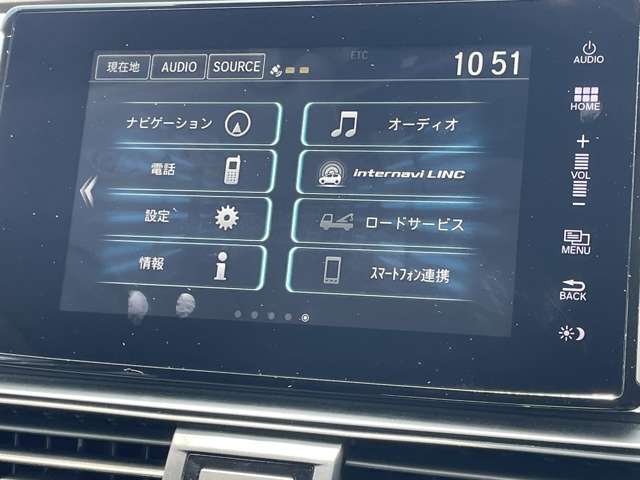 現在地 AUDIO SOURCE ETC 10 51
AUDIO
ナビゲーション オーディオ
HOME
電話 internavi LINC
+
VOL
−
設定 ロードサービス
MENU
情報 スマートフォン連携
BACK